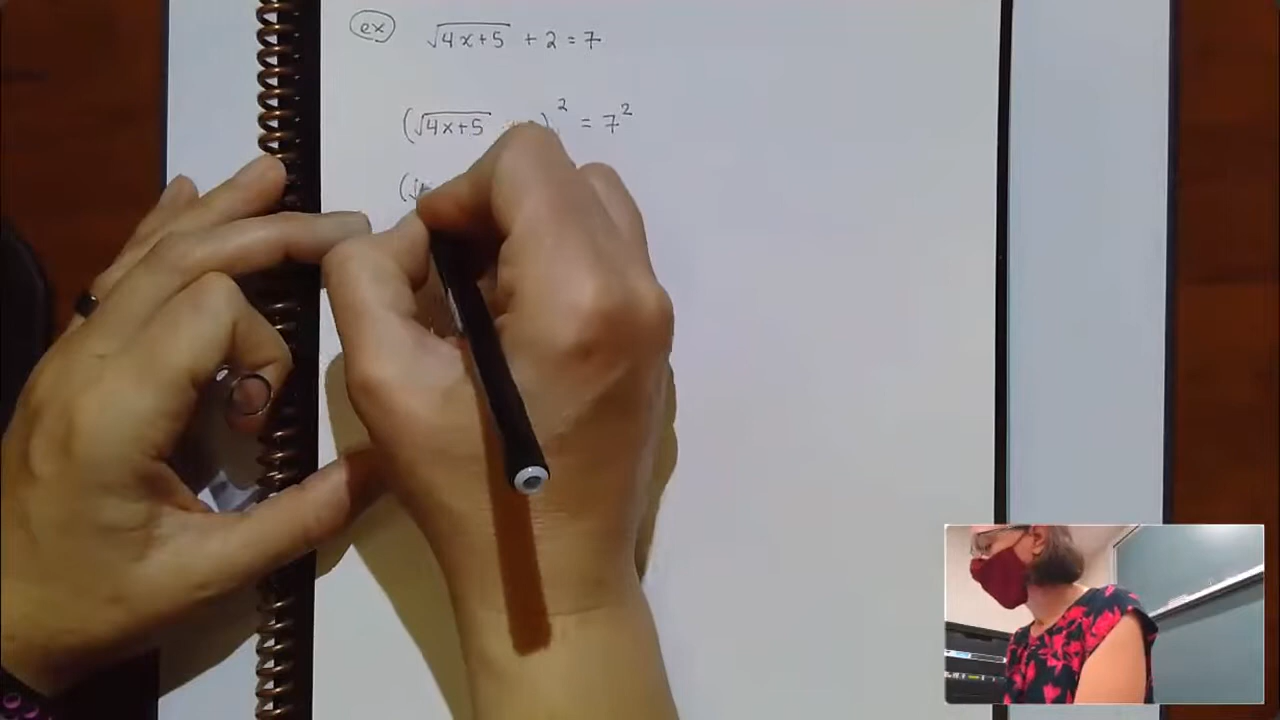 ex √4x+5 + 2 = 7
(√4x+5 )² = 7²
(√